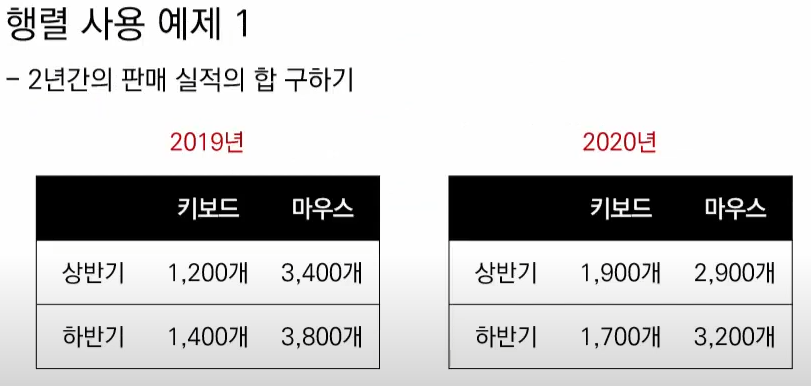 행렬 사용 예제 1
– 2년간의 판매 실적의 합 구하기
2019년
키보드 마우스
상반기 1,200개 3,400개
하반기 1,400개 3,800개
2020년
키보드 마우스
상반기 1,900개 2,900개
하반기 1,700개 3,200개